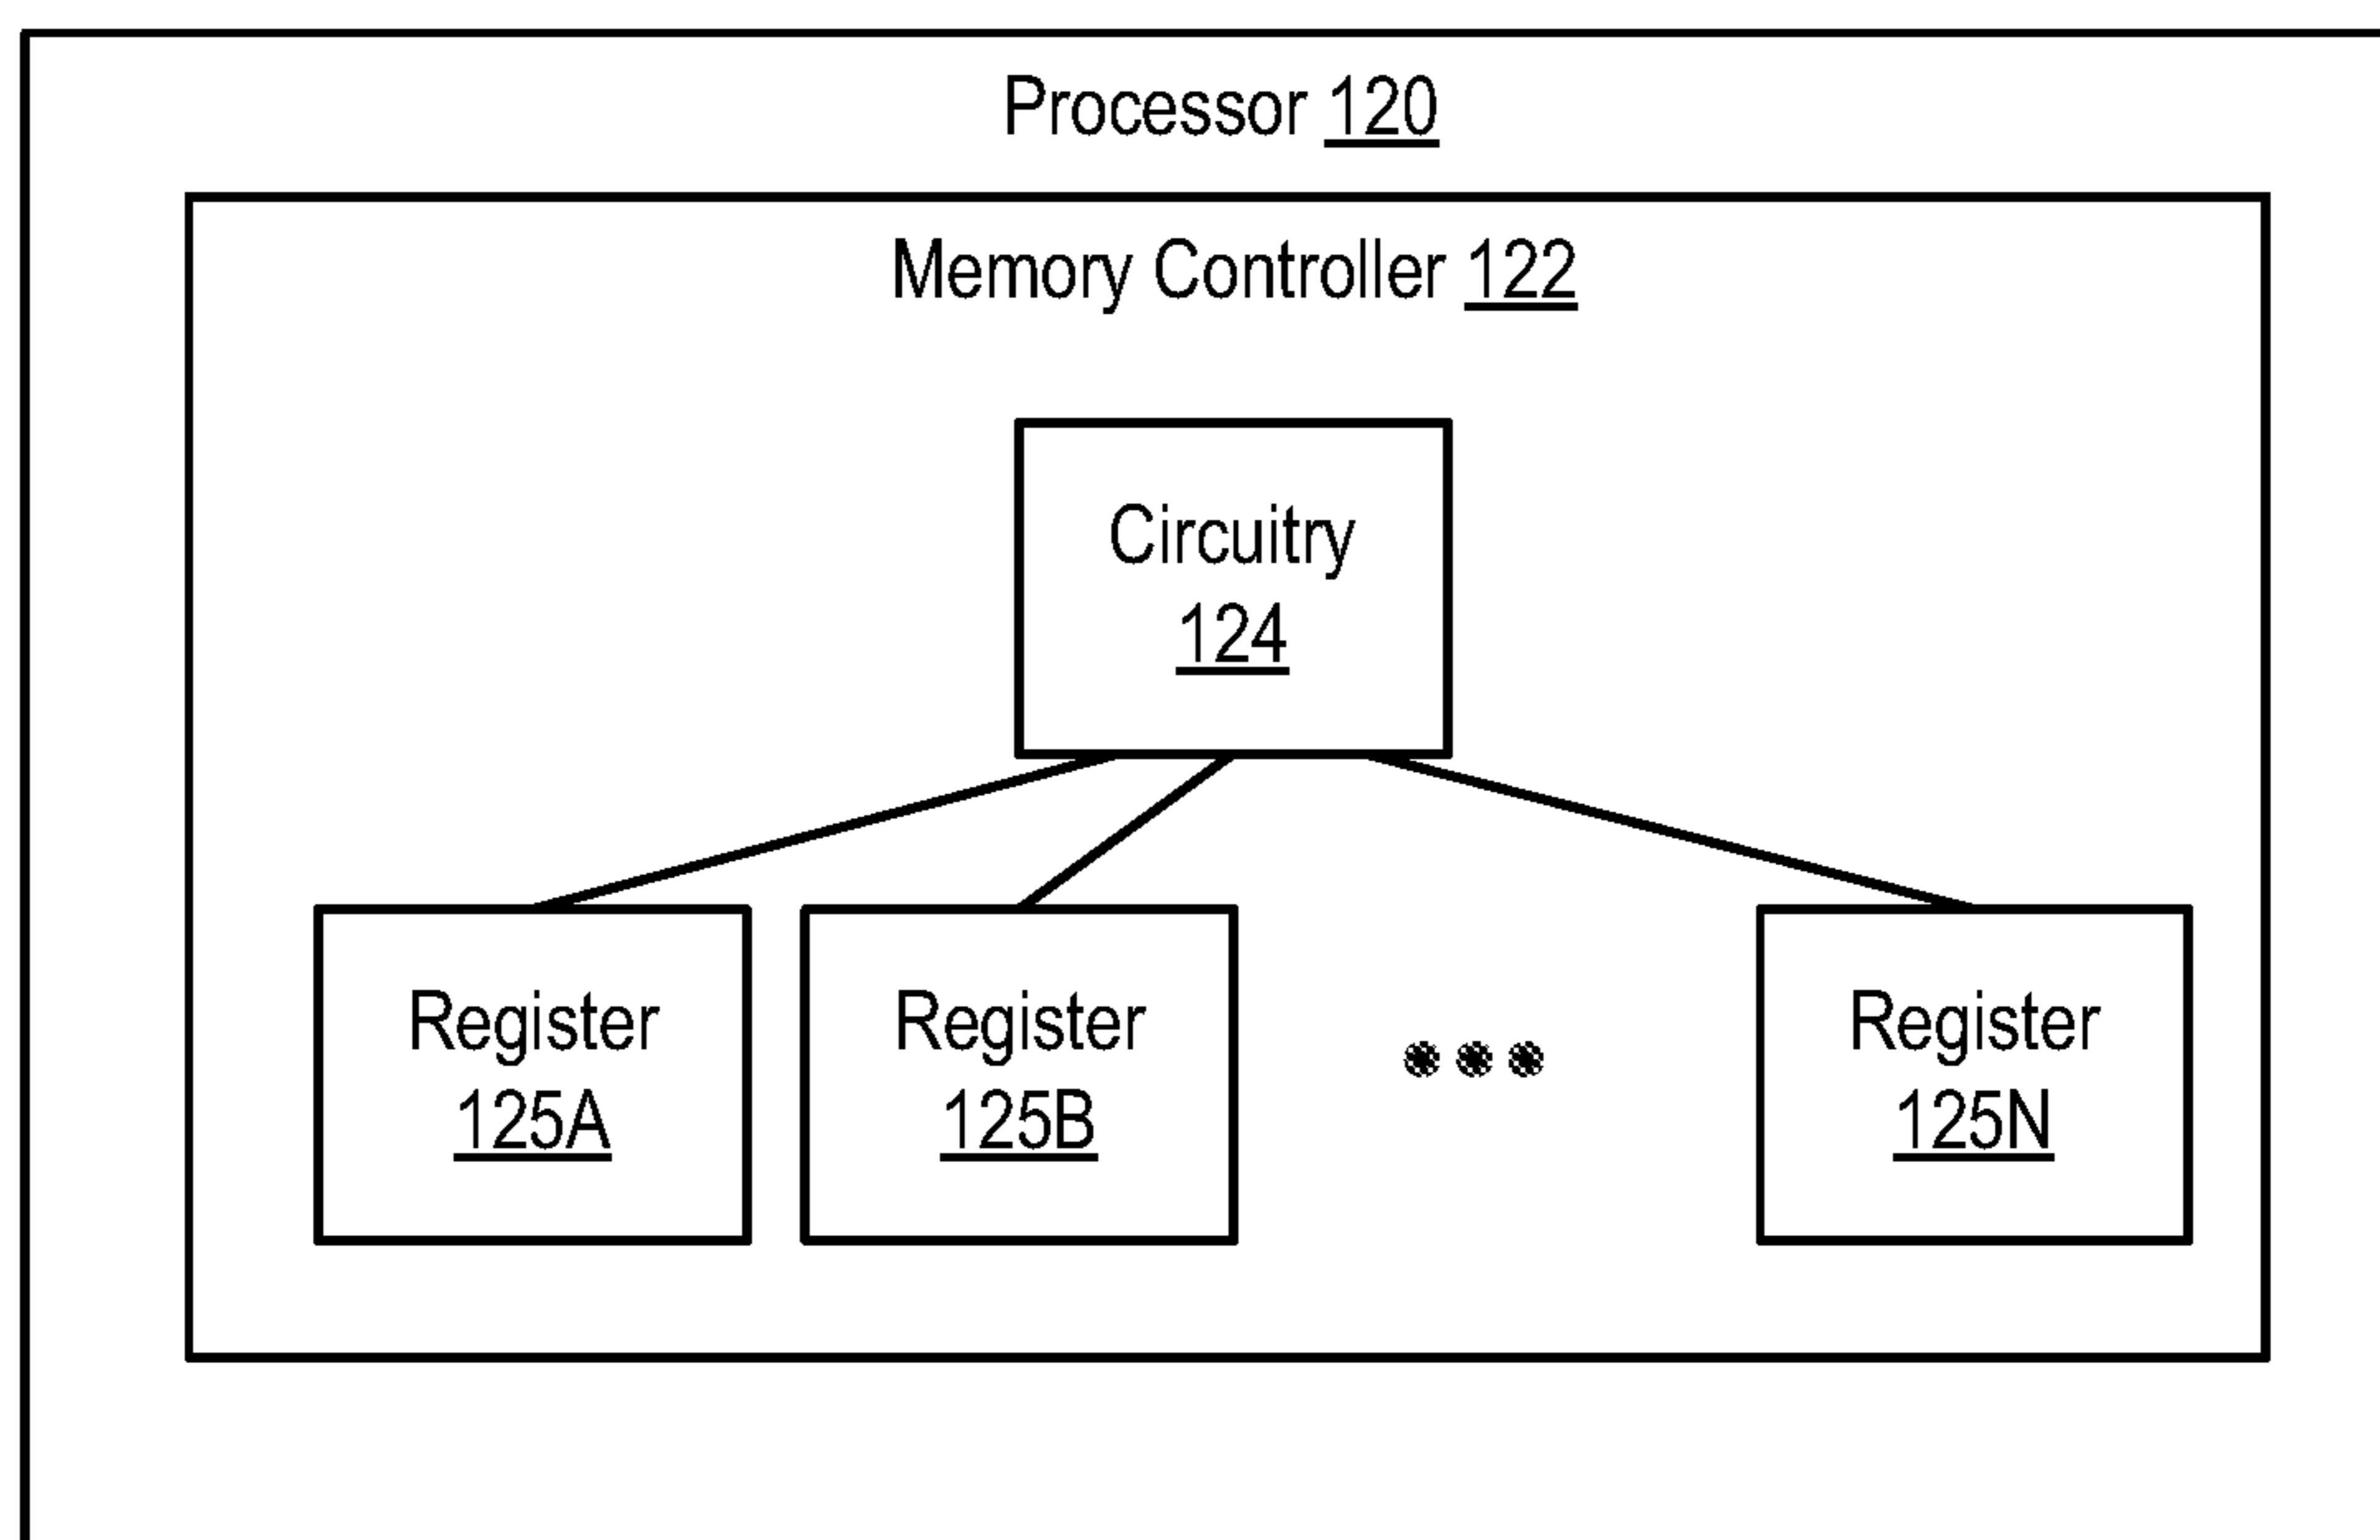 Processor 120
Memory Controller 122
Circuitry
124
Register
125A
Register
125B
Register
125N